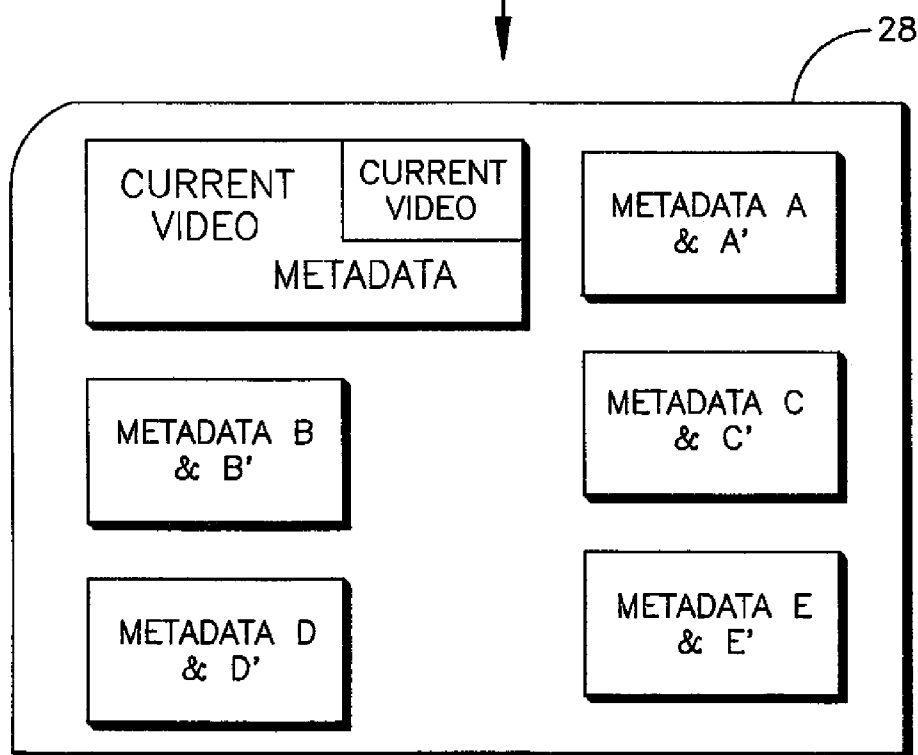 28
CURRENT
VIDEO
CURRENT
VIDEO
METADATA
METADATA A
& A'
METADATA B
& B'
METADATA C
& C'
METADATA D
& D'
METADATA E
& E'